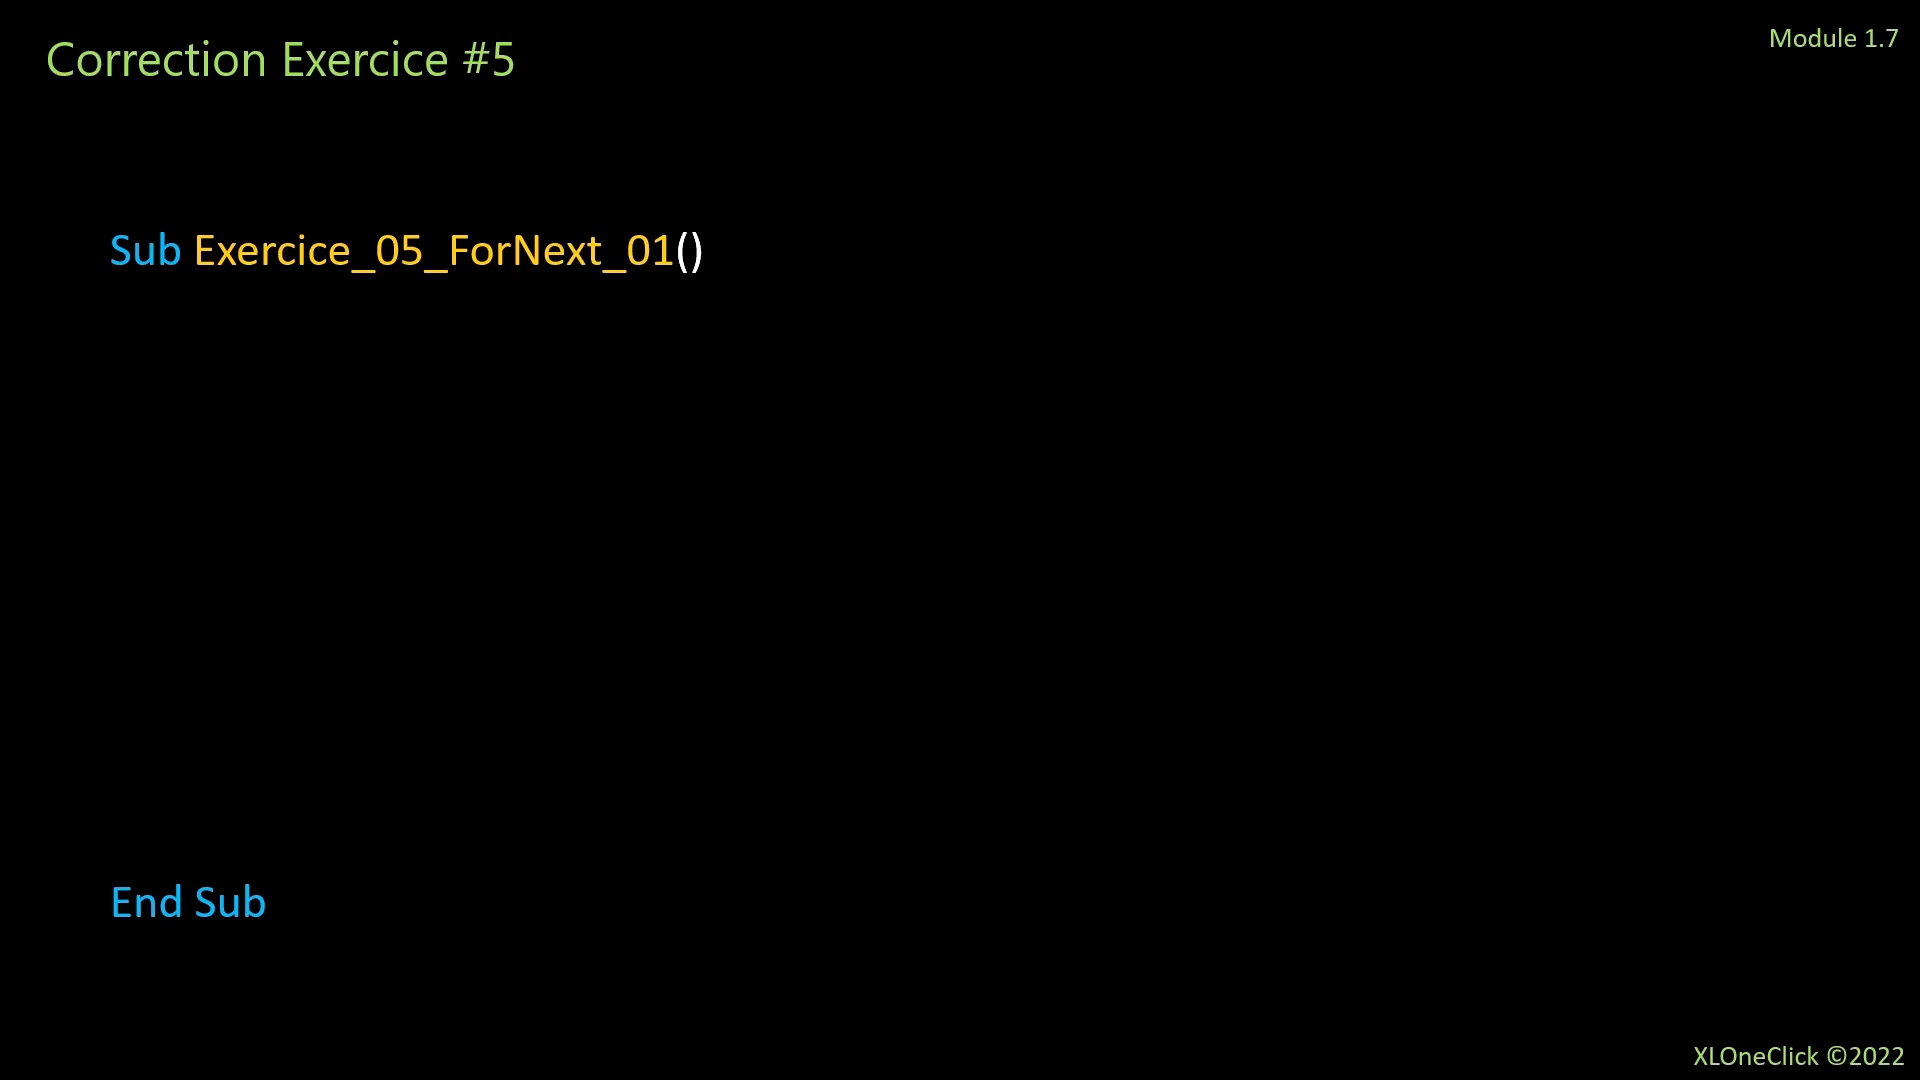 Correction Exercice #5
Module 1.7
Sub Exercice_05_ForNext_01()
End Sub
XLOneClick ©2022